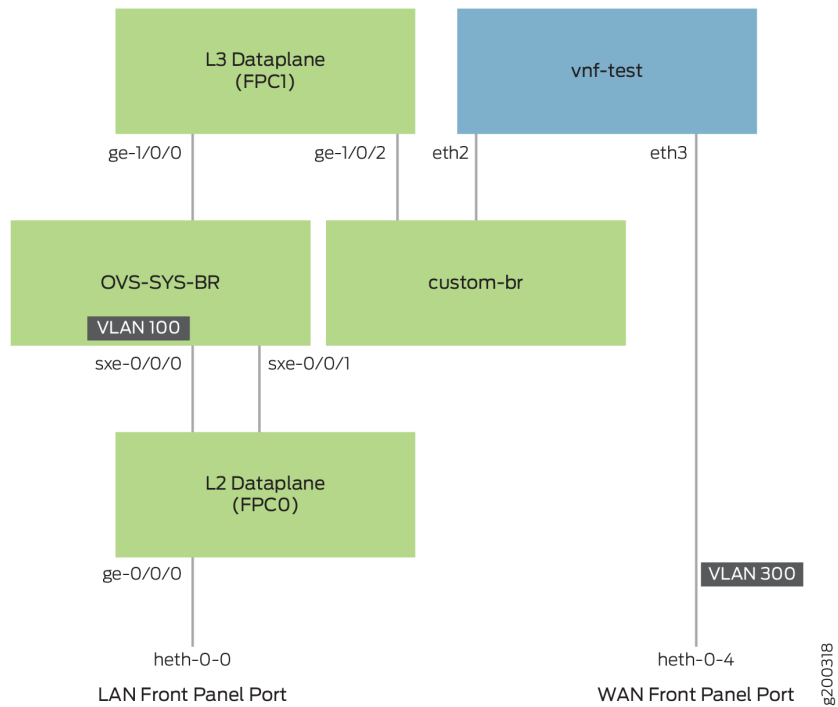 L3 Dataplane
(FPC1)
vnf-test
ge-1/0/0
ge-1/0/2
eth2
eth3
OVS-SYS-BR
custom-br
VLAN 100
sxe-0/0/0
sxe-0/0/1
L2 Dataplane
(FPC0)
ge-0/0/0
VLAN 300
heth-0-0
heth-0-4
LAN Front Panel Port
WAN Front Panel Port
g200318